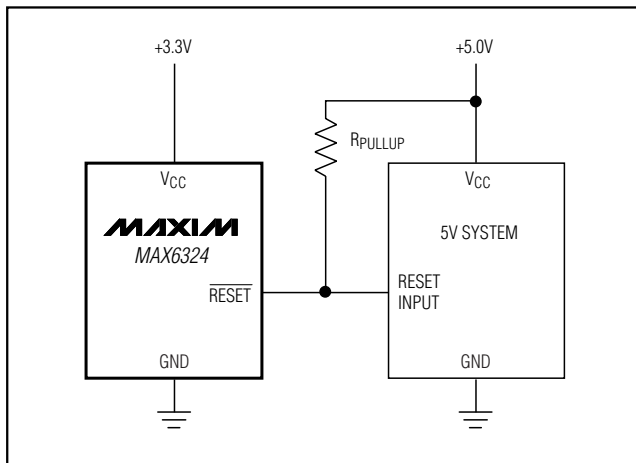 +3.3V
+5.0V
RPULLUP
VCC
VCC
MAXIM
MAX6324
5V SYSTEM
RESET
RESET
INPUT
GND
GND